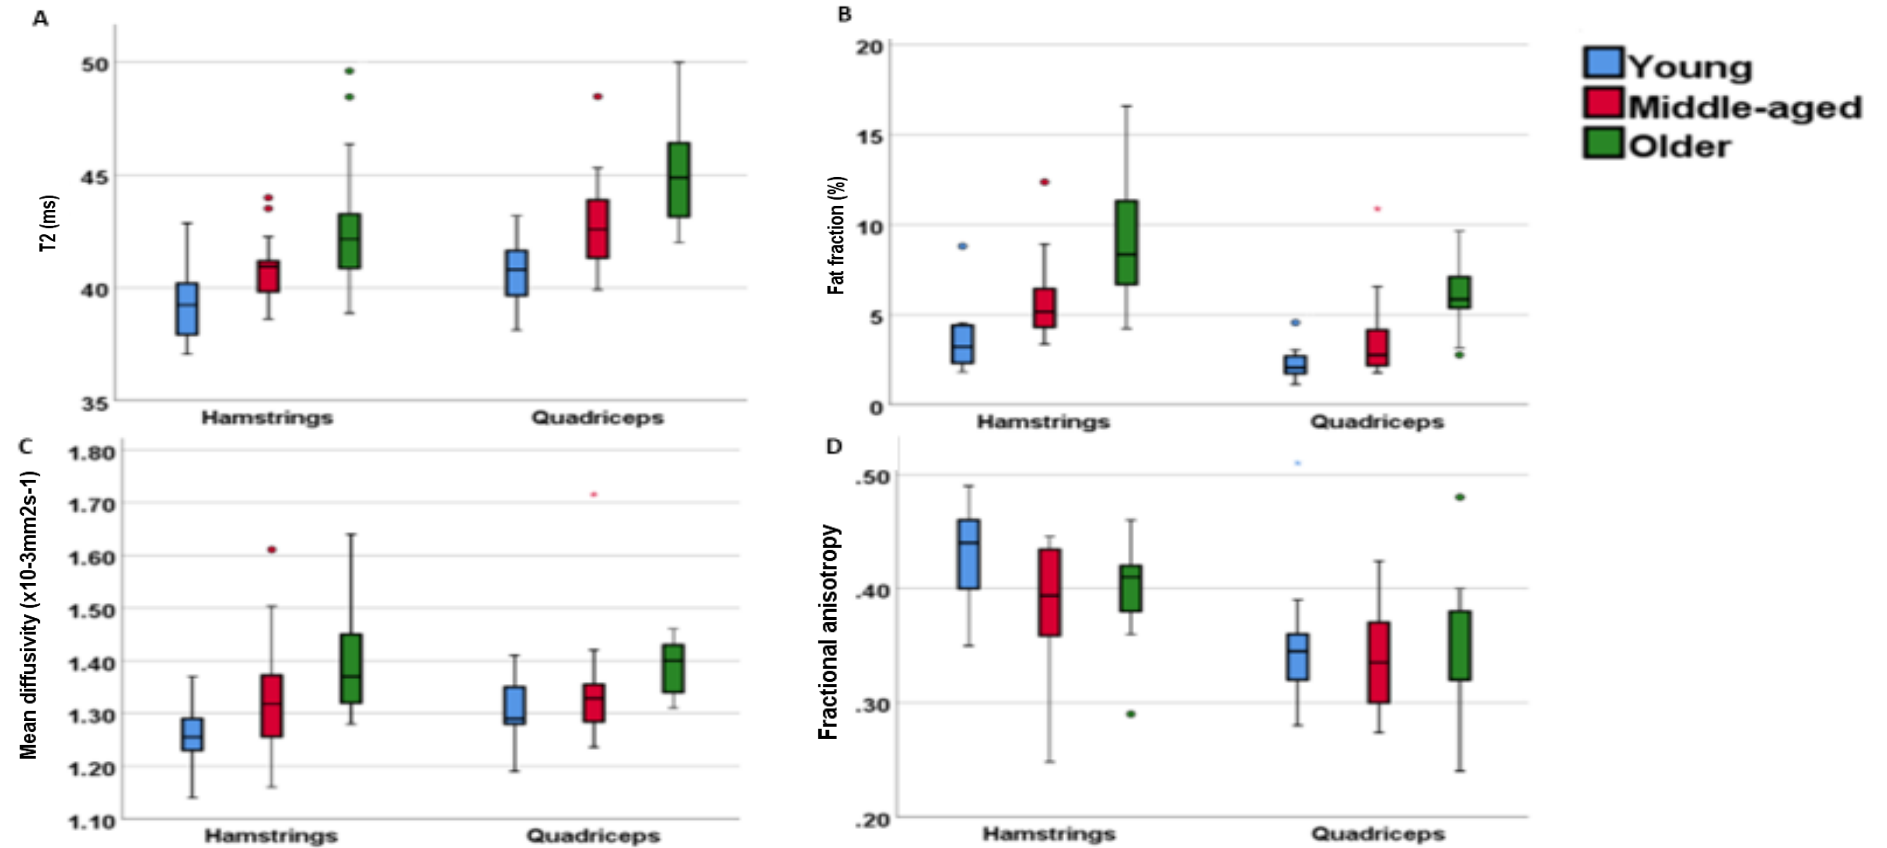 A
T2 (ms)
50
45
40
35
Hamstrings
Quadriceps
B
Fat fraction (%)
20
15
10
5
0
Hamstrings
Quadriceps
Young
Middle-aged
Older
C
Mean diffusivity (x10-3mm2s-1)
1.80
1.70
1.60
1.50
1.40
1.30
1.20
1.10
Hamstrings
Quadriceps
D
Fractional anisotropy
.50
.40
.30
.20
Hamstrings
Quadriceps